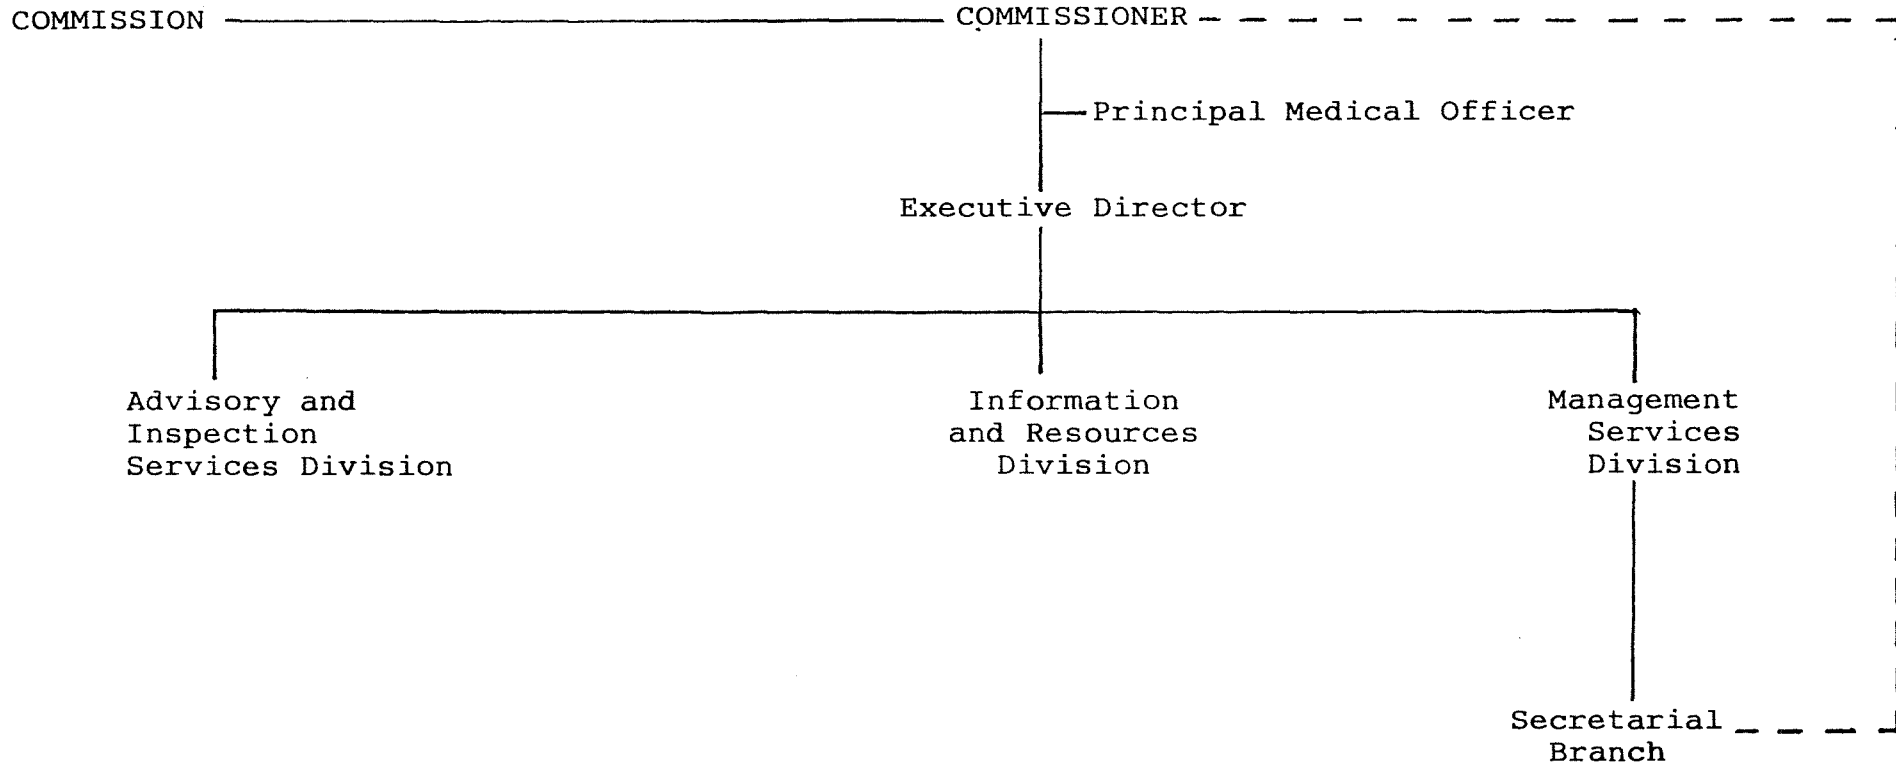 COMMISSION
COMMISSIONER
Principal Medical Officer
Executive Director
Advisory and
Inspection
Services Division
Information
and Resources
Division
Management
Services
Division
Secretarial
Branch